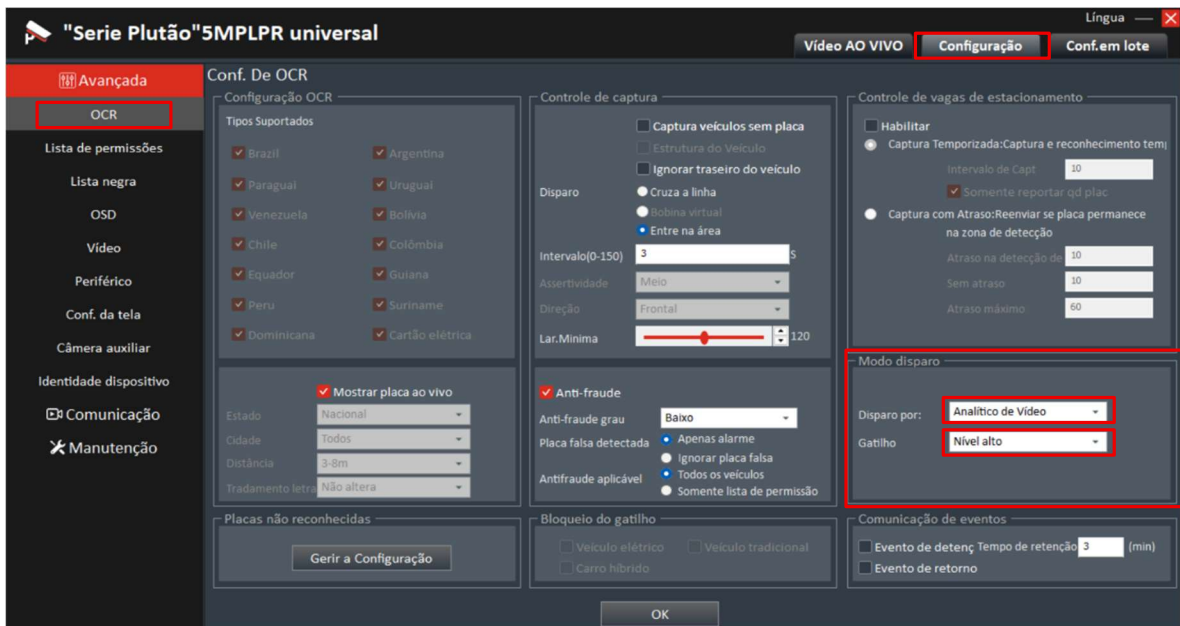 Língua
"Serie Plutão"5MPLPR universal
Vídeo AO VIVO
Configuração
Conf.em lote
Avançada
OCR
Lista de permissões
Lista negra
OSD
Vídeo
Periférico
Conf. da tela
Câmera auxiliar
Identidade dispositivo
Comunicação
Manutenção
Conf. De OCR
Configuração OCR
Tipos Suportados
Brazil
Argentina
Paraguai
Uruguai
Venezuela
Bolívia
Chile
Colômbia
Equador
Guiana
Peru
Suriname
Dominicana
Cartão elétrica
Mostrar placa ao vivo
Estado
Nacional
Cidade
Todos
Distância
3-8m
Tradamento letra
Não altera
Placas não reconhecidas
Gerir a Configuração
Controle de captura
Captura veículos sem placa
Estrutura do Veículo
Ignorar traseiro do veículo
Disparo
Cruza a linha
Bobina virtual
Entre na área
Intervalo(0-150)
3
S
Assertividade
Meio
Direção
Frontal
Lar.Minima
120
Anti-fraude
Anti-fraude grau
Baixo
Placa falsa detectada
Apenas alarme
Ignorar placa falsa
Antifraude aplicável
Todos os veículos
Somente lista de permissão
Bloqueio do gatilho
Veículo elétrico
Veículo tradicional
Carro híbrido
Controle de vagas de estacionamento
Habilitar
Captura Temporizada:Captura e reconhecimento temp
Intervalo de Capt
10
Somente reportar qd plac
Captura com Atraso:Reenviar se placa permanece
na zona de detecção
Atraso na detecção de
10
Sem atraso
10
Atraso máximo
60
Modo disparo
Disparo por:
Analítico de Vídeo
Gatilho
Nível alto
Comunicação de eventos
Evento de detenç
Tempo de retenção
3
(min)
Evento de retorno
OK